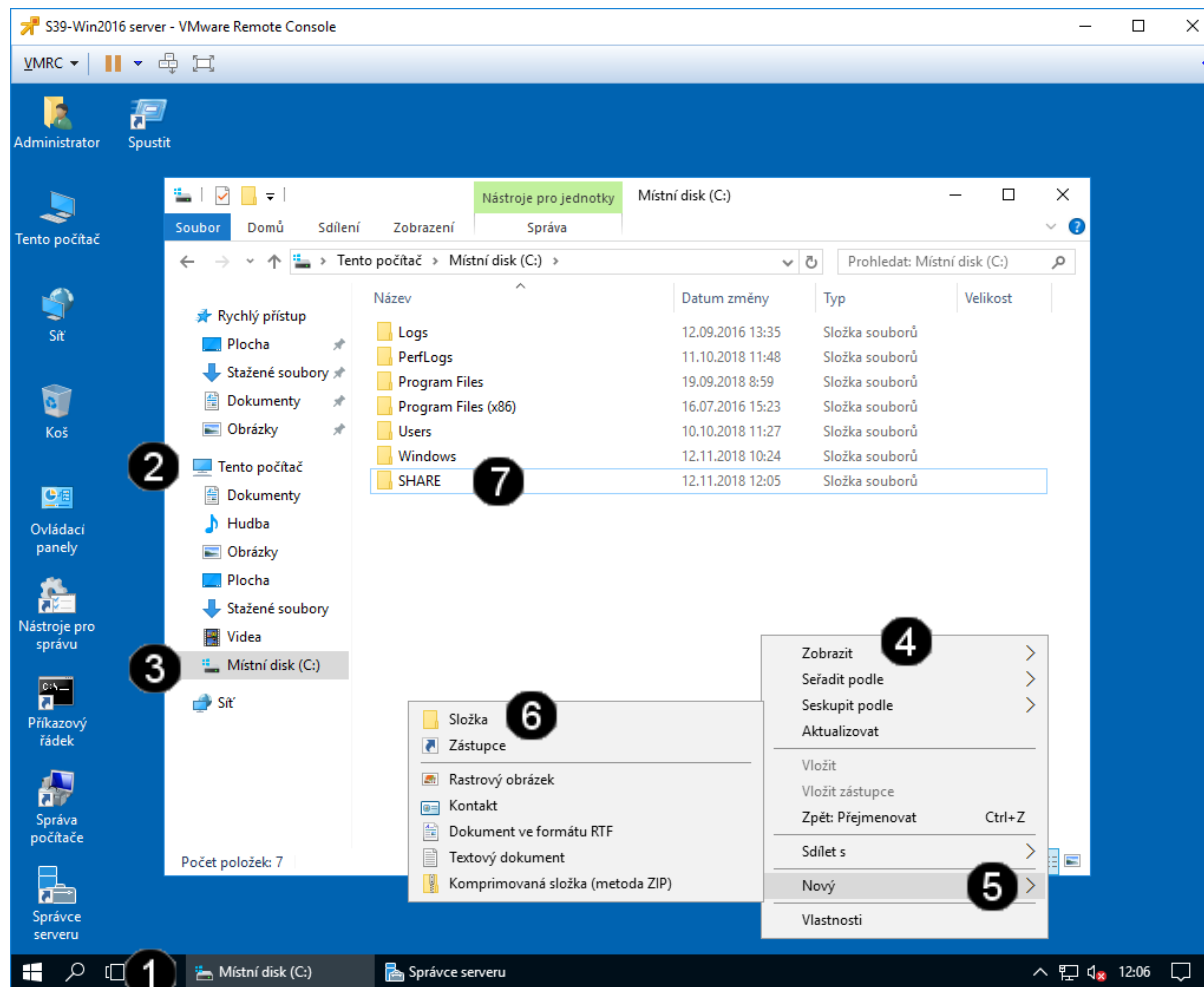 S39-Win2016 server - VMware Remote Console
VMRC
Administrator
Spustit
Tento počítač
Síť
Koš
Ovládací
panely
Nástroje pro
správu
Příkazový
řádek
Správa
počítače
Správce
serveru
Nástroje pro jednotky
Místní disk (C:)
Soubor
Domů
Sdílení
Zobrazení
Správa
Tento počítač
Místní disk (C:)
Prohledat: Místní disk (C:)
Rychlý přístup
Plocha
Stažené soubory
Dokumenty
Obrázky
2
Tento počítač
Dokumenty
Hudba
Obrázky
Plocha
Stažené soubory
Videa
3
Místní disk (C:)
Síť
Název Datum změny Typ Velikost
Logs 12.09.2016 13:35 Složka souborů
PerfLogs 11.10.2018 11:48 Složka souborů
Program Files 19.09.2018 8:59 Složka souborů
Program Files (x86) 16.07.2016 15:23 Složka souborů
Users 10.10.2018 11:27 Složka souborů
Windows 12.11.2018 10:24 Složka souborů
SHARE 7 12.11.2018 12:05 Složka souborů
Zobrazit 4
Seřadit podle
Seskupit podle
Aktualizovat
Vložit
Vložit zástupce
Zpět: Přejmenovat Ctrl+Z
Sdílet s
Nový 5
Vlastnosti
Složka 6
Zástupce
Rastrový obrázek
Kontakt
Dokument ve formátu RTF
Textový dokument
Komprimovaná složka (metoda ZIP)
Počet položek: 7
1
Místní disk (C:)
Správce serveru
12:06